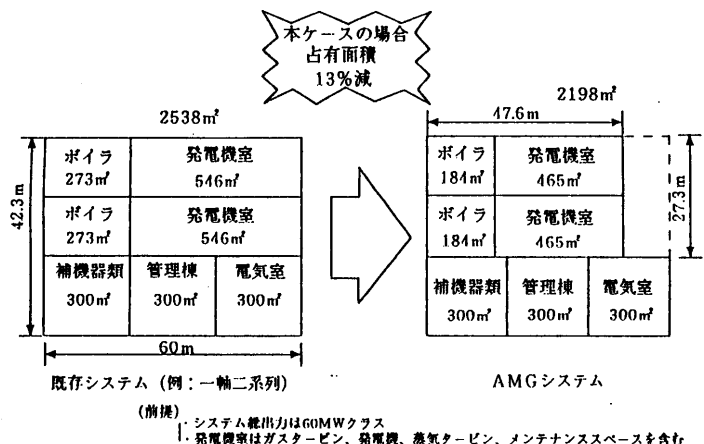 本ケースの場合
占有面積
13%減
2538㎡
ボイラ
273㎡
発電機室
546㎡
ボイラ
273㎡
発電機室
546㎡
補機器類
300㎡
管理棟
300㎡
電気室
300㎡
42.3m
60m
既存システム (例:一軸二系列)
2198㎡
47.6m
ボイラ
184㎡
発電機室
465㎡
ボイラ
184㎡
発電機室
465㎡
補機器類
300㎡
管理棟
300㎡
電気室
300㎡
27.3m
AMGシステム
(前提)
・システム総出力は60MWクラス
・発電機室はガスタービン、発電機、蒸気タービン、メンテナンススペースを含む